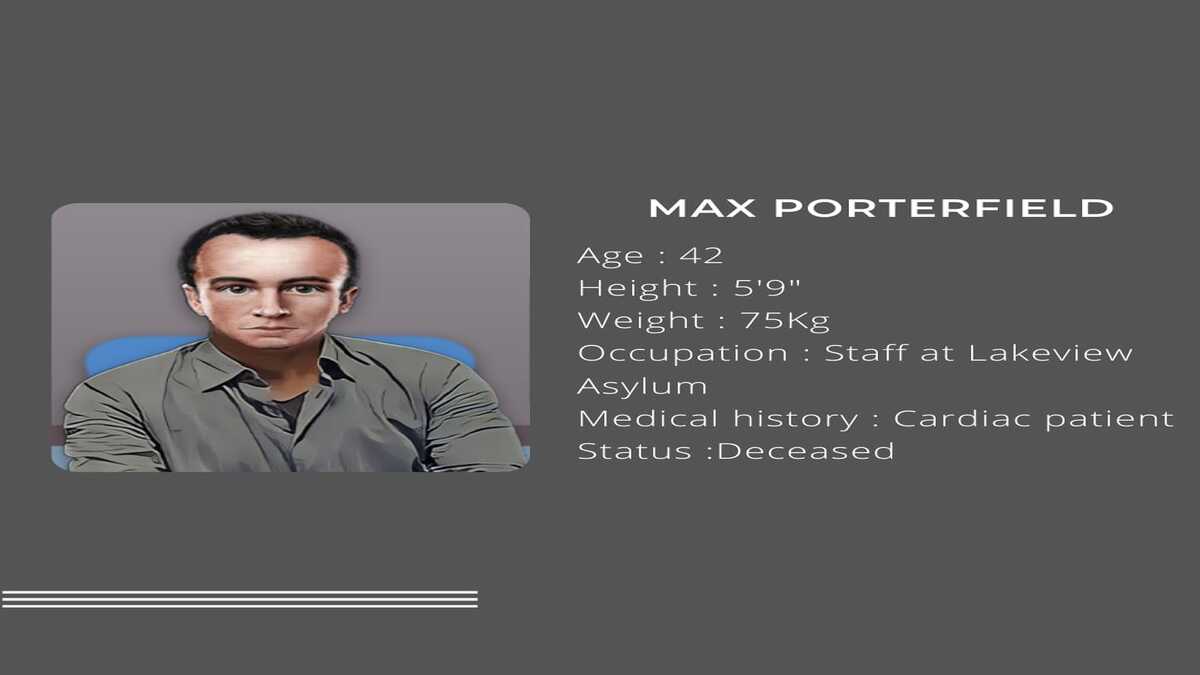 MAX PORTERFIELD
Age : 42
Height : 5'9"
Weight : 75Kg
Occupation : Staff at Lakeview
Asylum
Medical history : Cardiac patient
Status :Deceased